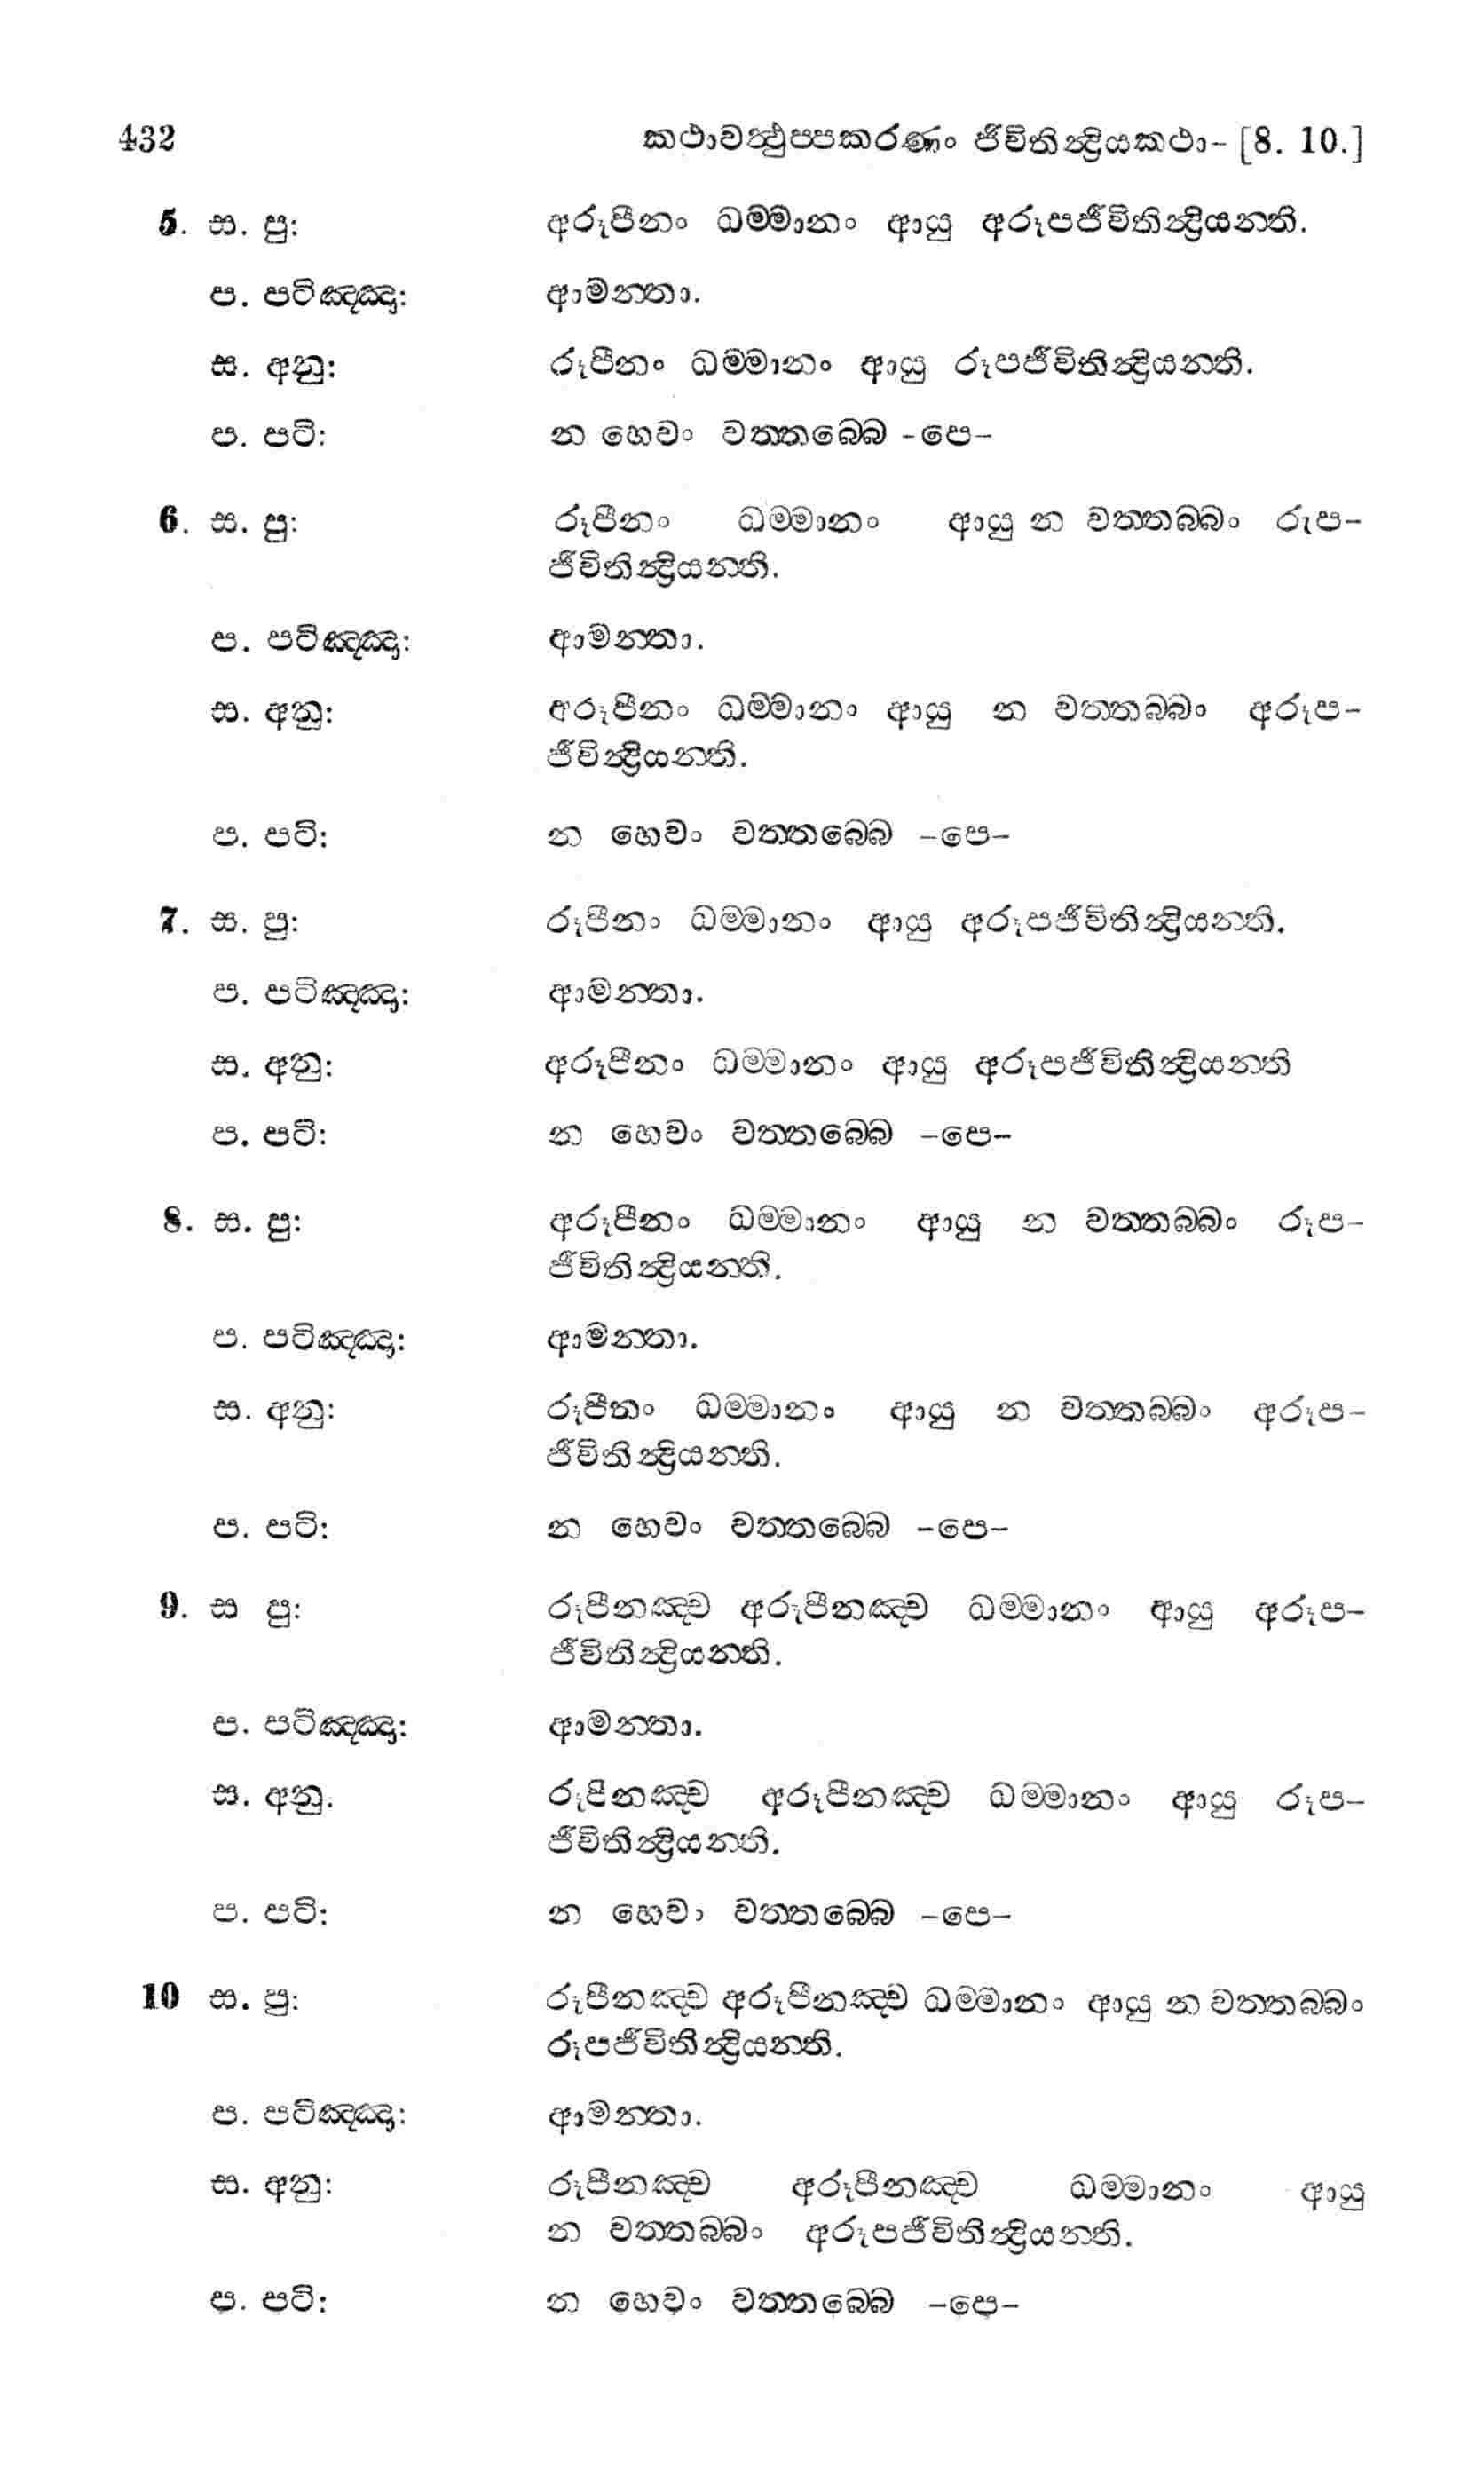 432 කථාවත්‍ථුප්පකරණං ජීවිතින්‍ද්‍රියකථා- [8. 10.]
5. ස. පු: අරූපීනං ධම්මානං ආයු අරූපජීවිතින්‍ද්‍රියන්ති.
ප. පටිඤ්ඤා: ආමන්තා.
ස. අනු: රූපීනං ධම්මානං ආයු රූපජීවිතින්‍ද්‍රියන්ති.
ප. පටි: න හෙවං වත්තබ්බෙ -පෙ-
6. ස. පු: රූපීනං ධම්මානං ආයු න වත්තබ්බං රූප-
ජීවිතින්‍ද්‍රියන්ති.
ප. පටිඤ්ඤා: ආමන්තා.
ස. අනු: අරූපීනං ධම්මානං ආයු න වත්තබ්බං අරූප-
ජීවින්‍ද්‍රියන්ති.
ප. පටි: න හෙවං වත්තබ්බෙ -පෙ-
7. ස. පු: රූපීනං ධම්මානං ආයු අරූපජීවිතින්‍ද්‍රියන්ති.
ප. පටිඤ්ඤා: ආමන්තා.
ස. අනු: අරූපීනං ධම්මානං ආයු අරූපජීවිතින්‍ද්‍රියන්ති
ප. පටි: න හෙවං වත්තබ්බෙ -පෙ-
8. ස. පු: අරූපීනං ධම්මානං ආයු න වත්තබ්බං රූප-
ජීවිතින්‍ද්‍රියන්ති.
ප. පටිඤ්ඤා: ආමන්තා.
ස. අනු: රූපීනං ධම්මානං ආයු න වත්තබ්බං අරූප-
ජීවිතින්‍ද්‍රියන්ති.
ප. පටි: න හෙවං වත්තබ්බෙ -පෙ-
9. ස පු: රූපීනඤ්ච අරූපීනඤ්ච ධම්මානං ආයු අරූප-
ජීවිතින්‍ද්‍රියන්ති.
ප. පටිඤ්ඤා: ආමන්තා.
ස. අනු. රූපීනඤ්ච අරූපීනඤ්ච ධම්මානං ආයු රූප-
ජීවිතින්‍ද්‍රියන්ති.
ප. පටි: න හෙවං වත්තබ්බෙ -පෙ-
10 ස. පු: රූපීනඤ්ච අරූපීනඤ්ච ධම්මානං ආයු න වත්තබ්බං
රූපජීවිතින්‍ද්‍රියන්ති.
ප. පටිඤ්ඤා: ආමන්තා.
ස. අනු: රූපීනඤ්ච අරූපීනඤ්ච ධම්මානං ආයු
න වත්තබ්බං අරූපජීවිතින්‍ද්‍රියන්ති.
ප. පටි: න හෙවං වත්තබ්බෙ -පෙ-